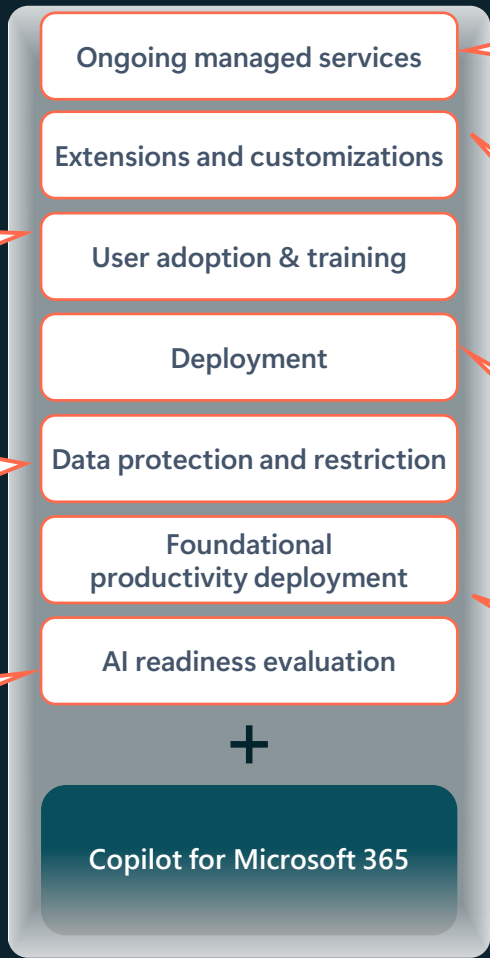 Ongoing managed services
Extensions and customizations
User adoption & training
Deployment
Data protection and restriction
Foundational
productivity deployment
AI readiness evaluation
+
Copilot for Microsoft 365